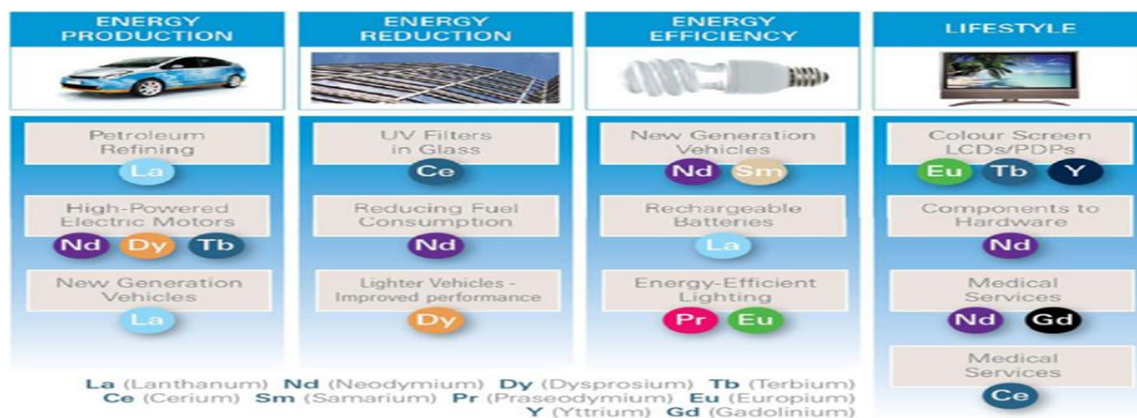 ENERGY
PRODUCTION
Petroleum
Refining
La
High-Powered
Electric Motors
Nd Dy Tb
New Generation
Vehicles
La
ENERGY
REDUCTION
UV Filters
in Glass
Ce
Reducing Fuel
Consumption
Nd
Lighter Vehicles -
Improved performance
Dy
ENERGY
EFFICIENCY
New Generation
Vehicles
Nd Sm
Rechargeable
Batteries
La
Energy-Efficient
Lighting
Pr Eu
LIFESTYLE
Colour Screen
LCDs/PDPs
Eu Tb Y
Components to
Hardware
Nd
Medical
Services
Nd Gd
Medical
Services
Ce
La (Lanthanum) Nd (Neodymium) Dy (Dysprosium) Tb (Terbium)
Ce (Cerium) Sm (Samarium) Pr (Praseodymium) Eu (Europium)
Y (Yttrium) Gd (Gadolinium)